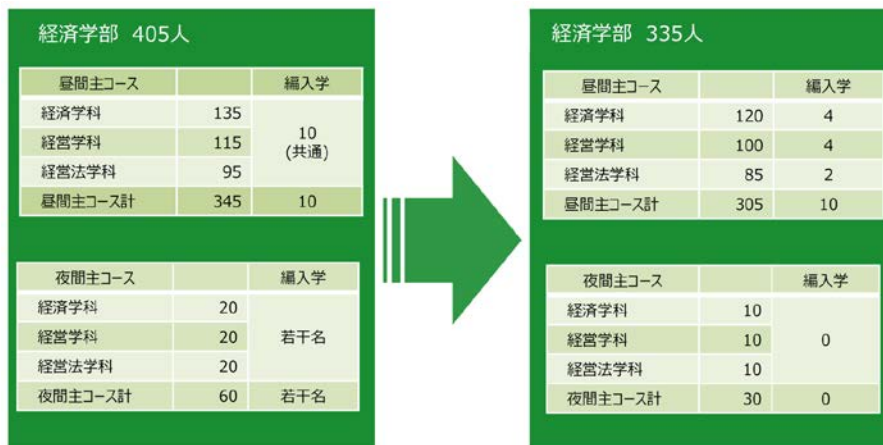 経済学部 405人
昼間主コース 編入学
経済学科 135
経営学科 115
経営法学科 95
10
(共通)
昼間主コース計 345 10
夜間主コース 編入学
経済学科 20
経営学科 20
経営法学科 20
若干名
夜間主コース計 60 若干名
経済学部 335人
昼間主コース 編入学
経済学科 120 4
経営学科 100 4
経営法学科 85 2
昼間主コース計 305 10
夜間主コース 編入学
経済学科 10
経営学科 10 0
経営法学科 10
夜間主コース計 30 0